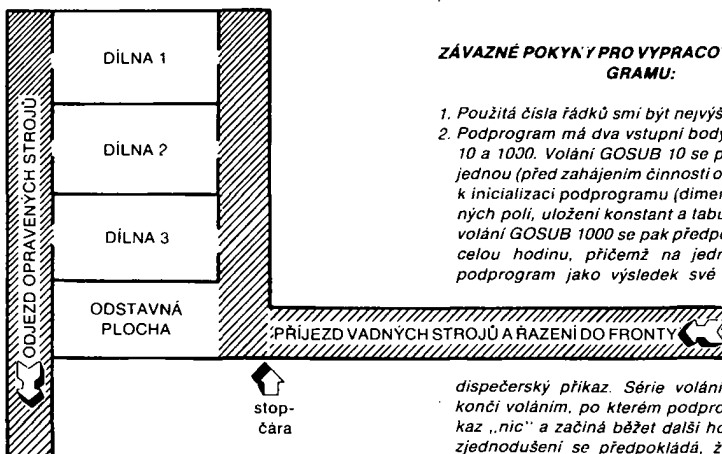 DÍLNA 1
DÍLNA 2
DÍLNA 3
ODSTAVNÁ
PLOCHA
ODJEZD OPRAVENÝCH STROJŮ
PŘÍJEZD VADNÝCH STROJŮ A ŘAZENÍ DO FRONTY
stop-
čára
ZÁVAZNÉ POKYNY PRO VYPRACO
GRAMU:
1. Použitá čísla řádků smí být nejvýš
2. Podprogram má dva vstupní body
10 a 1000. Volání GOSUB 10 se p
jednou (před zahájením činnosti o
k inicializaci podprogramu (dimen
ných polí, uložení konstant a tabu
volání GOSUB 1000 se pak předpo
celou hodinu, přičemž na jedn
podprogram jako výsledek své
dispečerský příkaz. Série volání
končí voláním, po kterém podpro
kaz „nic" a začíná běžet další ho
zjednodušení se předpokládá, ž